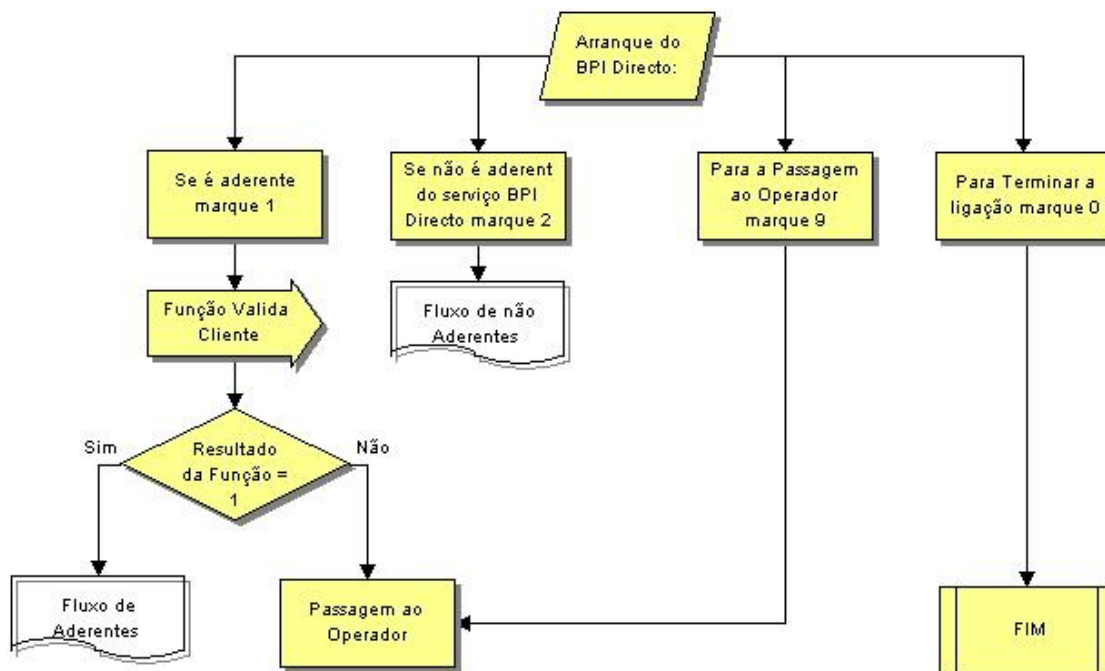 Arranque do
BPI Directo:
Se é aderente
marque 1
Se não é aderent
do serviço BPI
Directo marque 2
Para a Passagem
ao Operador
marque 9
Para Terminar a
ligação marque 0
Função Valida
Cliente
Fluxo de não
Aderentes
Sim
Resultado
da Função =
1
Não
Fluxo de
Aderentes
Passagem ao
Operador
FIM